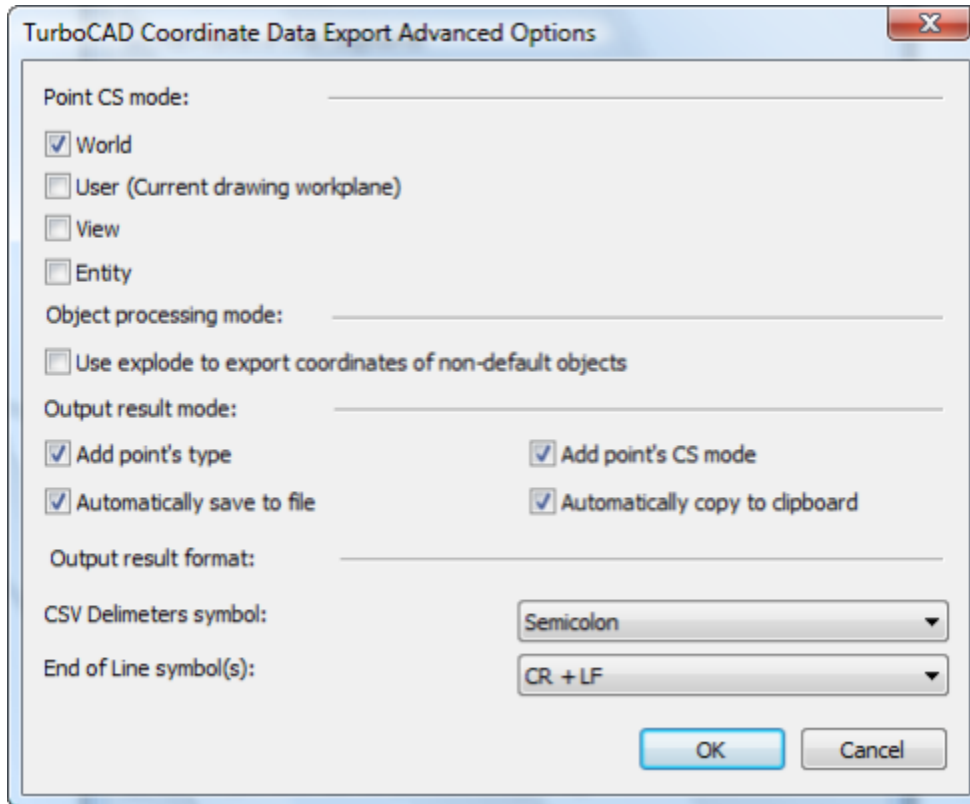 TurboCAD Coordinate Data Export Advanced Options
Point CS mode:
World
User (Current drawing workplane)
View
Entity
Object processing mode:
Use explode to export coordinates of non-default objects
Output result mode:
Add point's type
Add point's CS mode
Automatically save to file
Automatically copy to clipboard
Output result format:
CSV Delimeters symbol:
Semicolon
End of Line symbol(s):
CR + LF
OK
Cancel